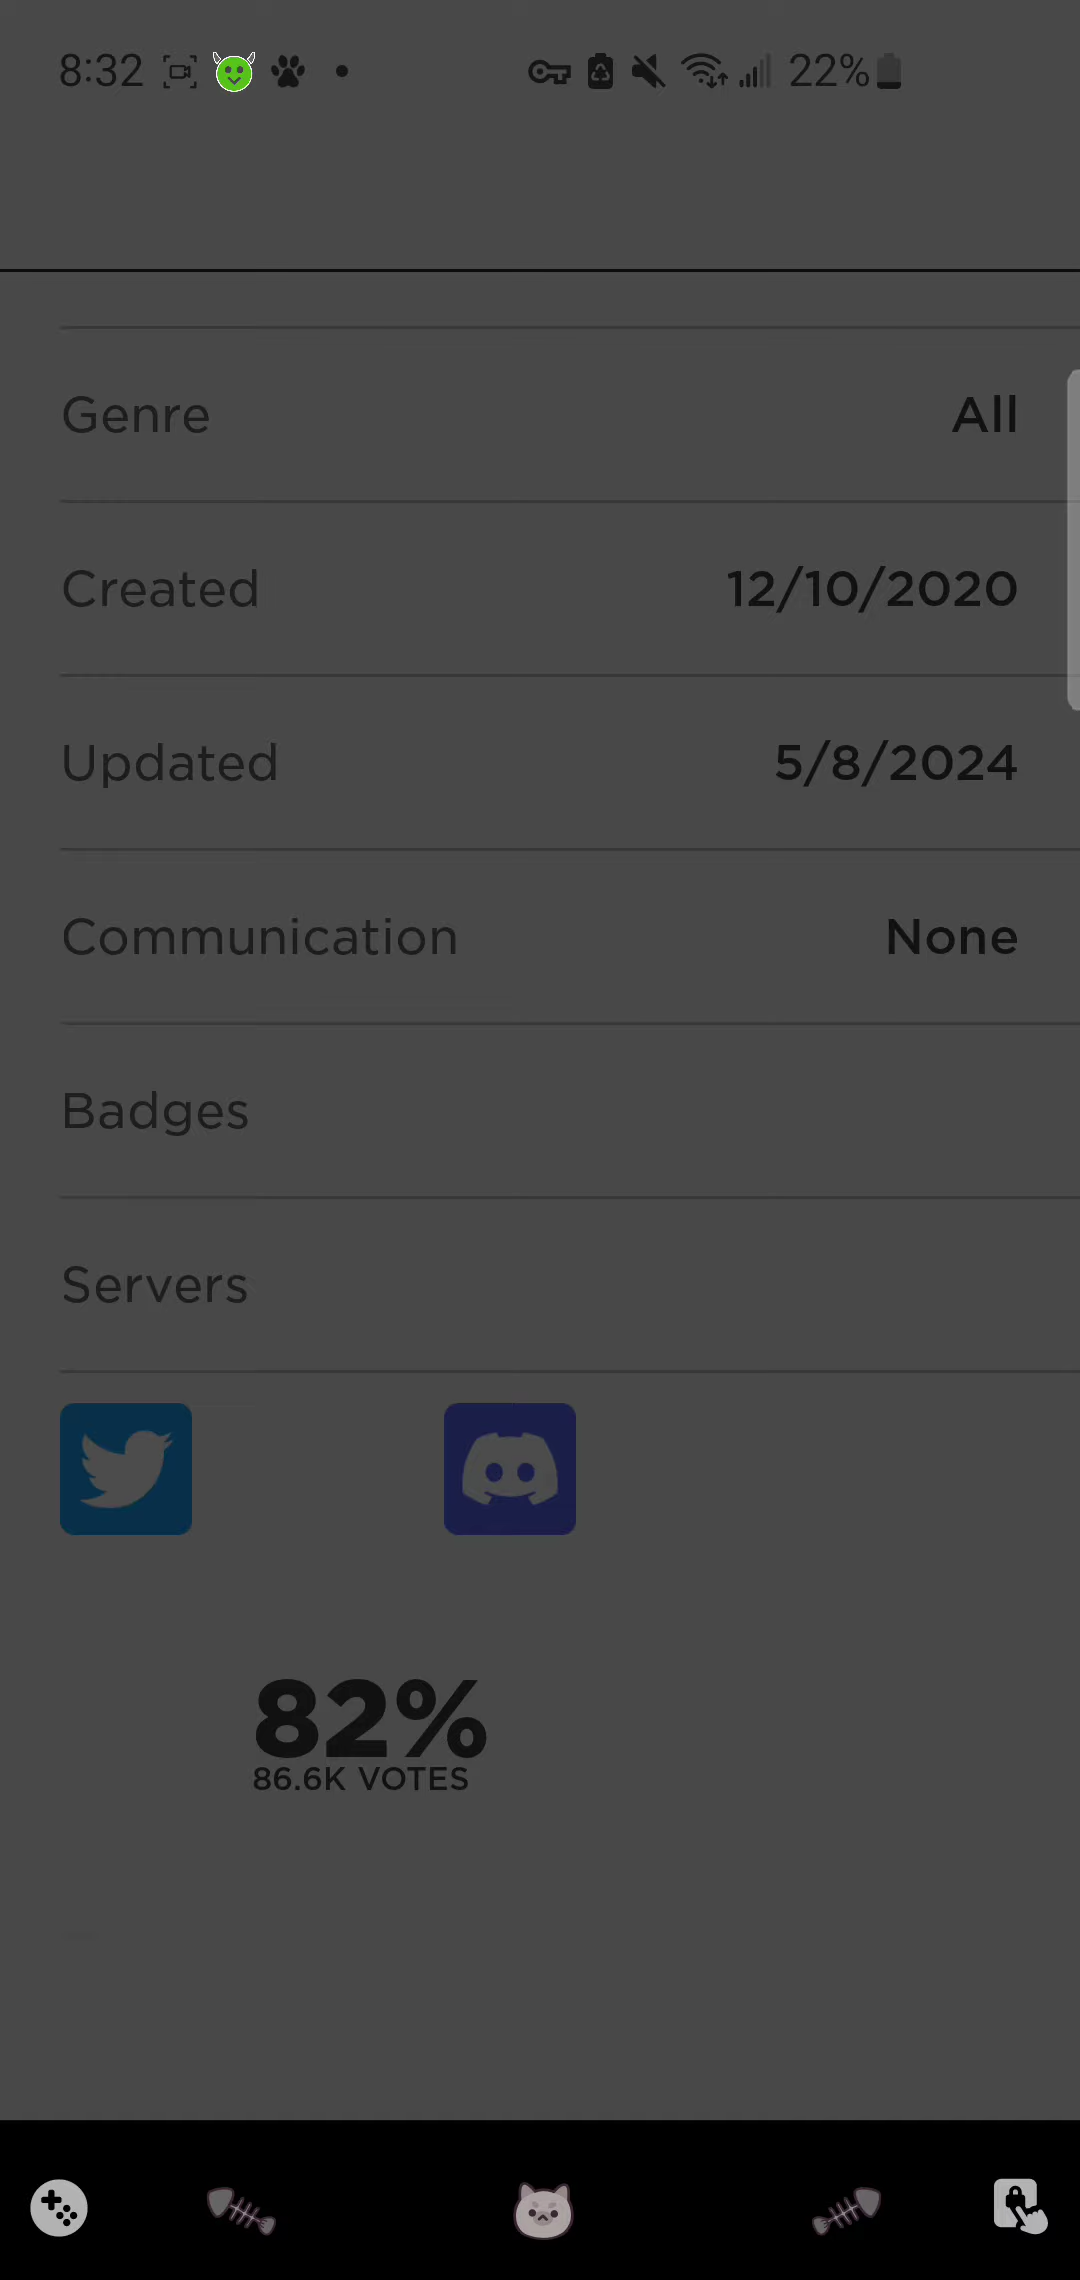 8:32 22%
Genre All
Created 12/10/2020
Updated 5/8/2024
Communication None
Badges
Servers
82%
86.6K VOTES